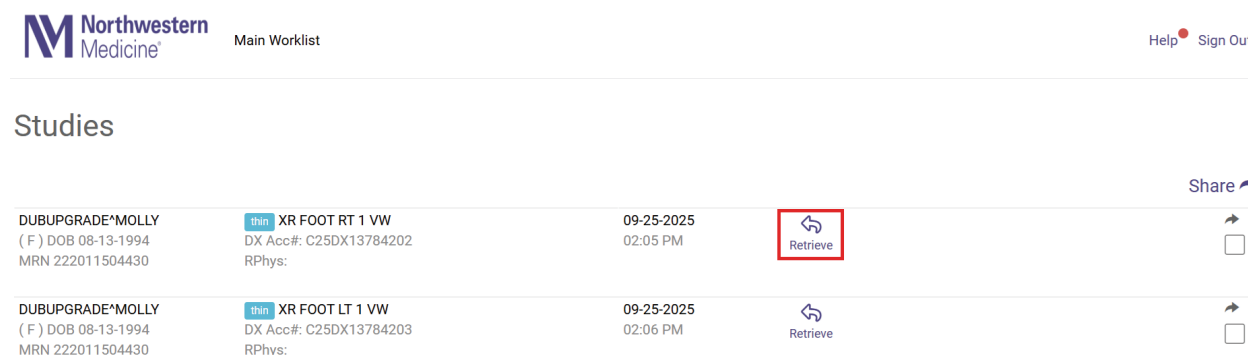 Northwestern
Medicine®
Main Worklist
Help Sign Out
Studies
Share
DUBUPGRADE^MOLLY thin XR FOOT RT 1 VW 09-25-2025
( F ) DOB 08-13-1994 DX Acc#: C25DX13784202 02:05 PM Retrieve
MRN 222011504430 RPhys:
DUBUPGRADE^MOLLY thin XR FOOT LT 1 VW 09-25-2025
( F ) DOB 08-13-1994 DX Acc#: C25DX13784203 02:06 PM Retrieve
MRN 222011504430 RPhys: